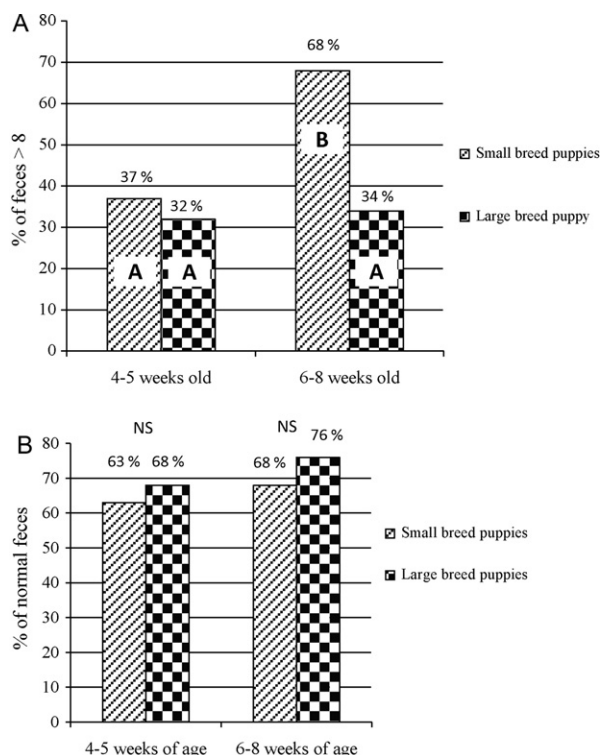 A
% of feces > 8
80
70
60
50
40
30
20
10
0
37 %
32 %
68 %
34 %
A
A
B
A
4-5 weeks old
6-8 weeks old
Small breed puppies
Large breed puppy
B
% of normal feces
80
70
60
50
40
30
20
10
0
NS
NS
63 %
68 %
68 %
76 %
4-5 weeks of age
6-8 weeks of age
Small breed puppies
Large breed puppies